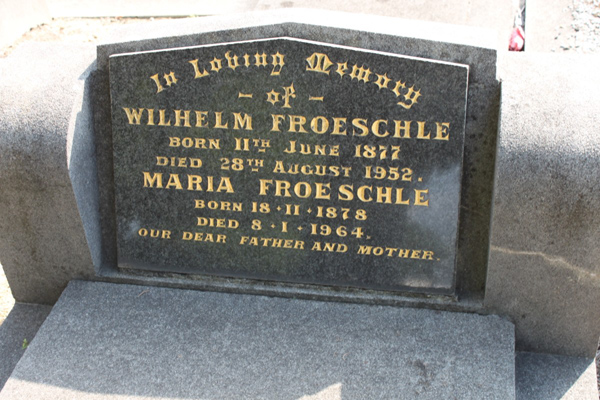 In Loving Memory
- of -
WILHELM FROESCHLE
BORN 11TH JUNE 1877
DIED 28TH AUGUST 1952.
MARIA FROESCHLE
BORN 18·11·1878
DIED 8·1·1964.
OUR DEAR FATHER AND MOTHER.